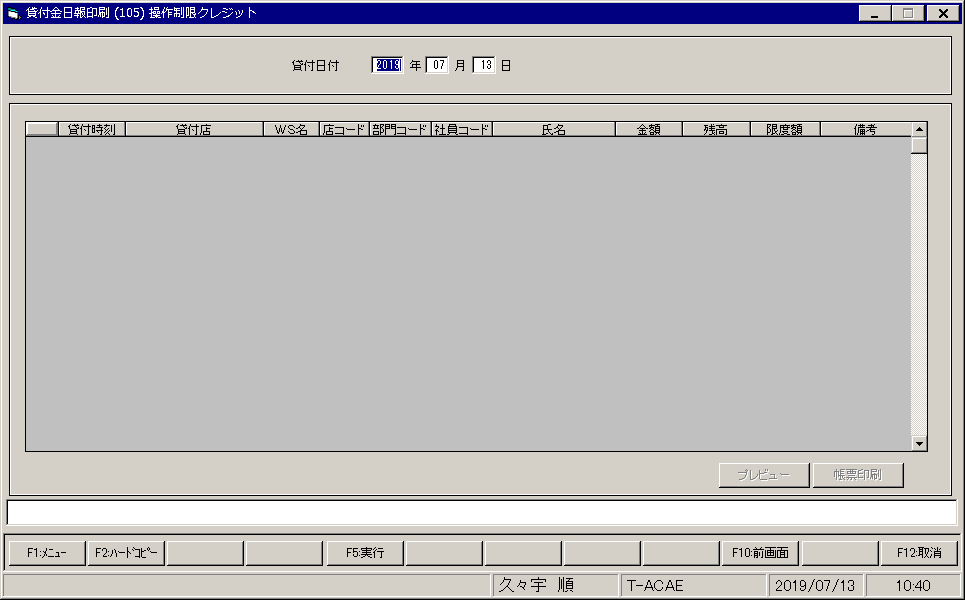 貸付金日報印刷 (105) 操作制限クレジット
貸付日付 2019 年 07 月 13 日
貸付時刻 貸付店 WS名 店コード 部門コード 社員コード 氏名 金額 残高 限度額 備考
プレビュー 帳票印刷
F1:メニュー F2:ハードコピー F5:実行 F10:前画面 F12:取消
久々宇 順 T-ACAE 2019/07/13 10:40